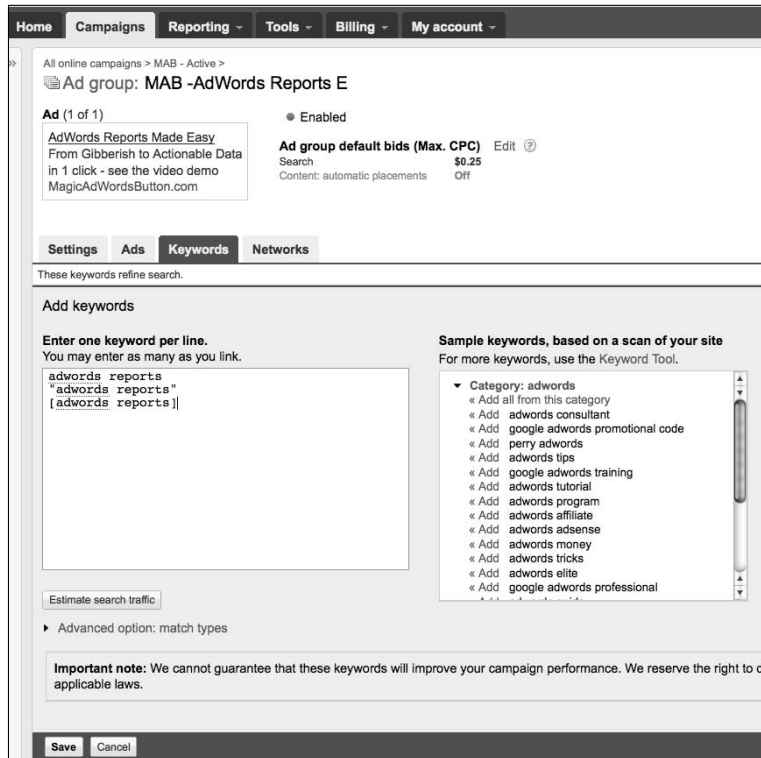 Home Campaigns Reporting Tools Billing My account
»
All online campaigns > MAB - Active >
Ad group: MAB -AdWords Reports E
Ad (1 of 1)
Enabled
AdWords Reports Made Easy
From Gibberish to Actionable Data
in 1 click - see the video demo
MagicAdWordsButton.com
Ad group default bids (Max. CPC) Edit ?
Search $0.25
Content: automatic placements Off
Settings Ads Keywords Networks
These keywords refine search.
Add keywords
Enter one keyword per line.
You may enter as many as you link.
adwords reports
"adwords reports"
[adwords reports]
Sample keywords, based on a scan of your site
For more keywords, use the Keyword Tool.
Category: adwords
« Add all from this category
« Add adwords consultant
« Add google adwords promotional code
« Add perry adwords
« Add adwords tips
« Add google adwords training
« Add adwords tutorial
« Add adwords program
« Add adwords affiliate
« Add adwords adsense
« Add adwords money
« Add adwords tricks
« Add adwords elite
« Add google adwords professional
Estimate search traffic
Advanced option: match types
Important note: We cannot guarantee that these keywords will improve your campaign performance. We reserve the right to
applicable laws.
Save Cancel